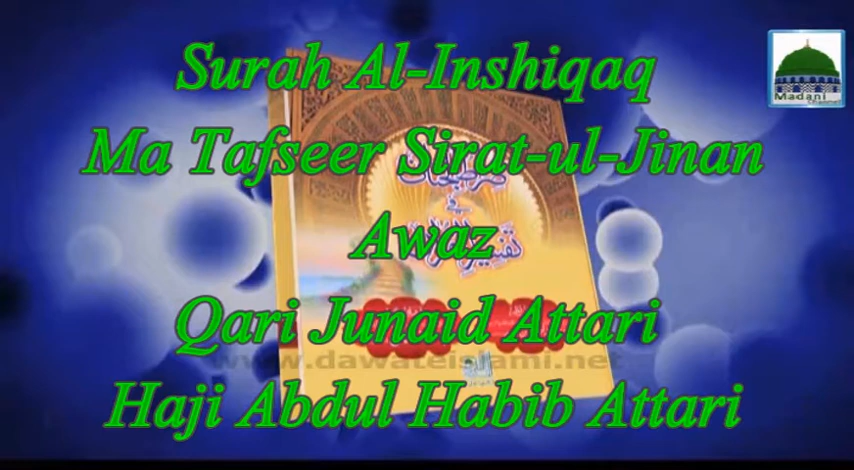 Surah Al-Inshiqaq
Madani
Ma Tafseer Sirat-ul-Jinan
Awaz
Qari Junaid Attari
www.dawateislami.net
Haji Abdul Habib Attari